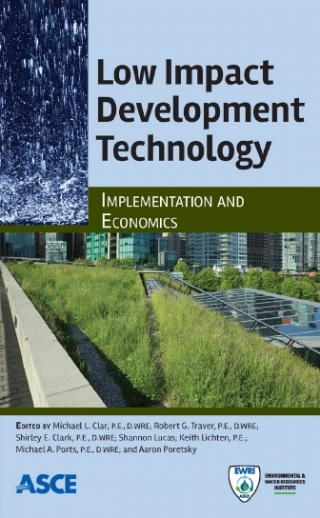 Low Impact
Development
Technology
IMPLEMENTATION AND
ECONOMICS
EDITED BY Michael L. Clar, P.E., D.WRE; Robert G. Traver, P.E., D.WRE;
Shirley E. Clark, P.E., D.WRE; Shannon Lucas; Keith Lichten, P.E.;
Michael A. Ports, P.E., D.WRE; and Aaron Poretsky
ASCE
EWRI
ASCE
ENVIRONMENTAL &
WATER RESOURCES
INSTITUTE